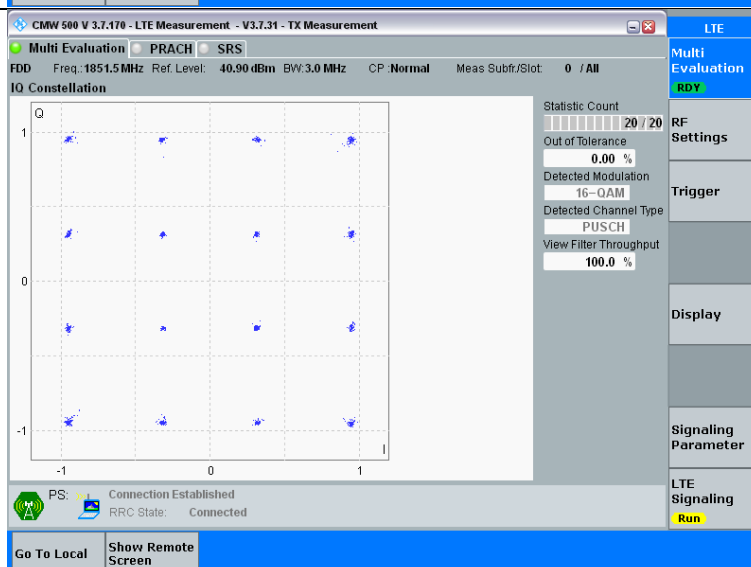 CMW 500 V 3.7.170 - LTE Measurement - V3.7.31 - TX Measurement
LTE
Multi Evaluation PRACH SRS
FDD Freq.: 1851.5 MHz Ref. Level: 40.90 dBm BW: 3.0 MHz CP : Normal Meas Subfr./Slot: 0 / All
IQ Constellation
Q
1
0
-1
-1 0 1
I
Statistic Count
20 / 20
Out of Tolerance
0.00 %
Detected Modulation
16-QAM
Detected Channel Type
PUSCH
View Filter Throughput
100.0 %
Multi
Evaluation
RDY
RF
Settings
Trigger
Display
Signaling
Parameter
LTE
Signaling
Run
PS: Connection Established
RRC State: Connected
Go To Local
Show Remote
Screen